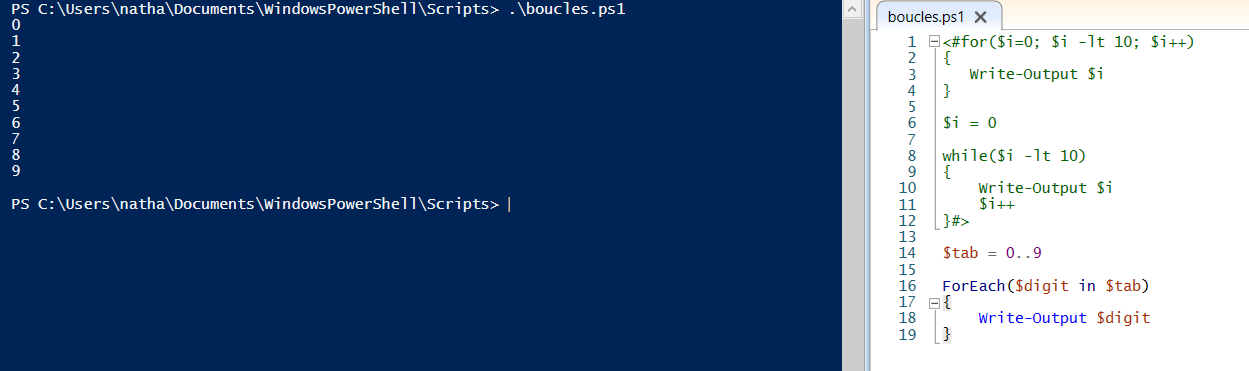 PS C:\Users\natha\Documents\WindowsPowerShell\Scripts> .\boucles.ps1
0
1
2
3
4
5
6
7
8
9
PS C:\Users\natha\Documents\WindowsPowerShell\Scripts>
boucles.ps1
1 <#for($i=0; $i -lt 10; $i++)
2 {
3    Write-Output $i
4 }
5
6 $i = 0
7
8 while($i -lt 10)
9 {
10     Write-Output $i
11     $i++
12 }#>
13
14 $tab = 0..9
15
16 ForEach($digit in $tab)
17 {
18     Write-Output $digit
19 }